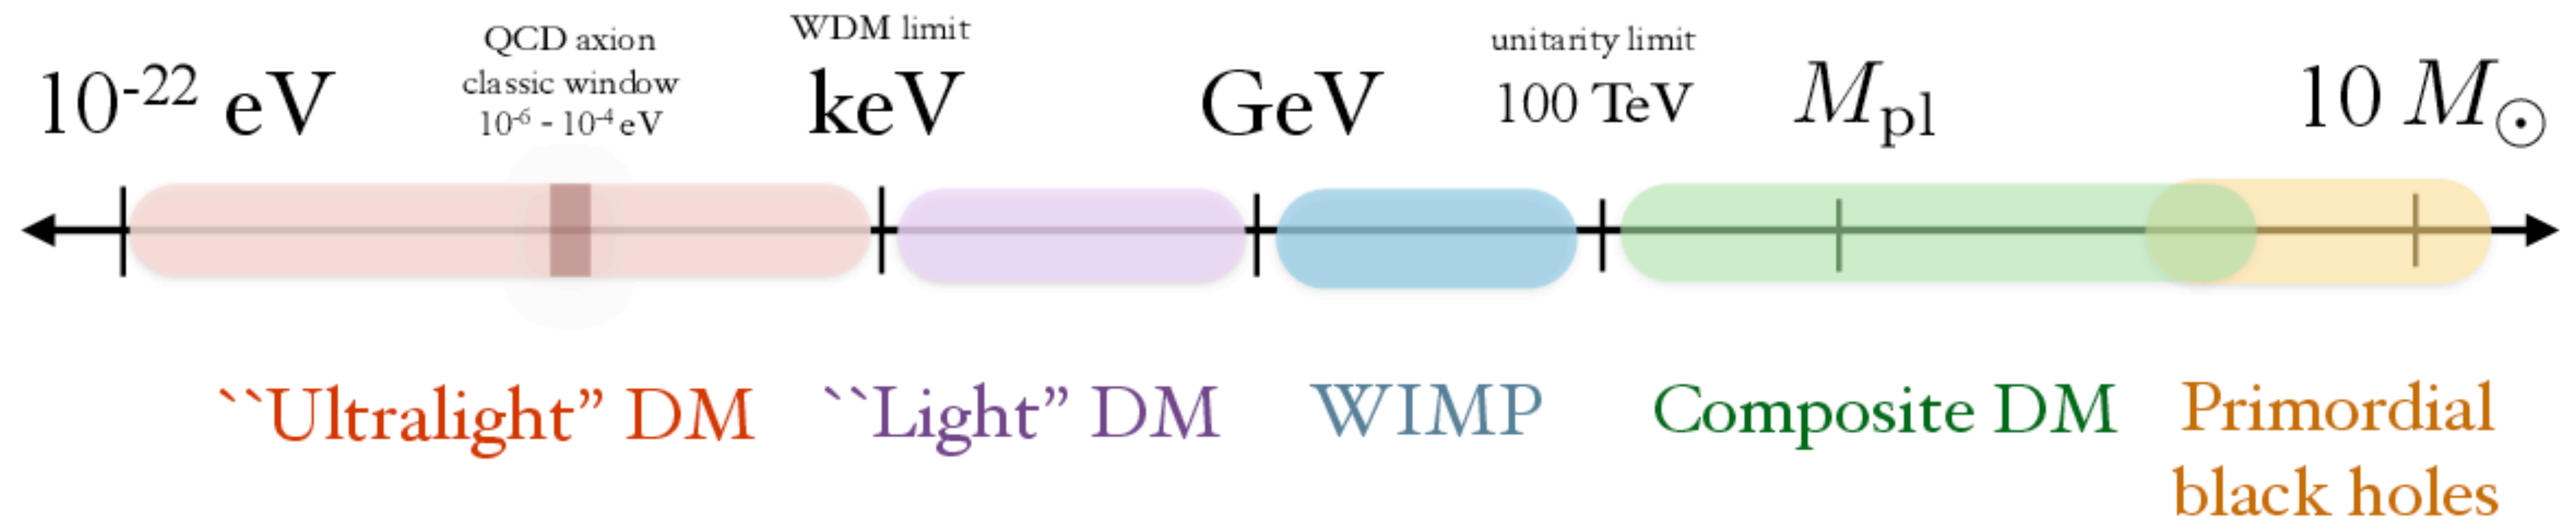 10⁻²² eV
QCD axion
classic window
10⁻⁶ - 10⁻⁴ eV
WDM limit
keV
GeV
unitarity limit
100 TeV
Mpl
10 M☉
``Ultralight” DM
``Light” DM
WIMP
Composite DM
Primordial
black holes